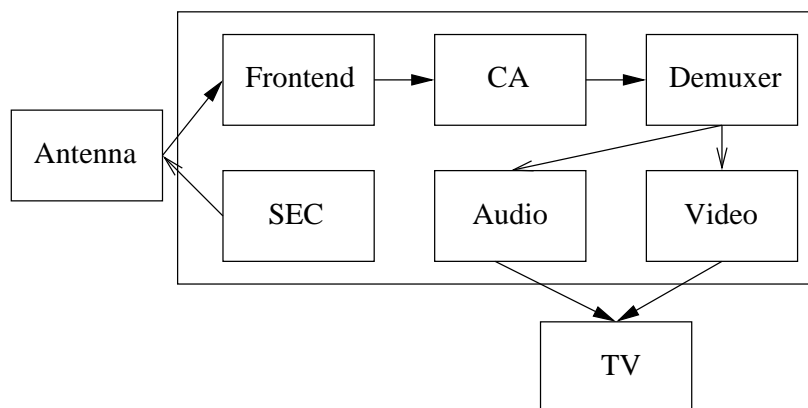 Frontend
CA
Demuxer
Antenna
SEC
Audio
Video
TV